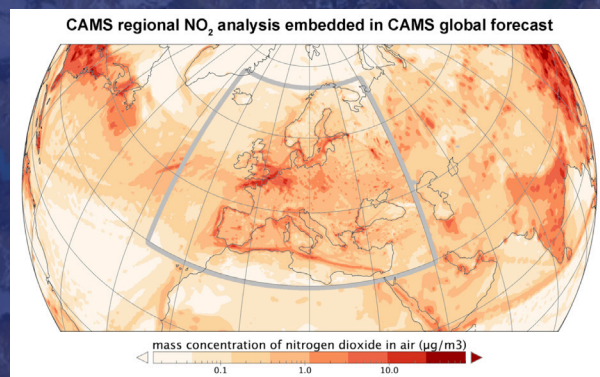 CAMS regional NO₂ analysis embedded in CAMS global forecast
mass concentration of nitrogen dioxide in air (µg/m3)
0.1 1.0 10.0